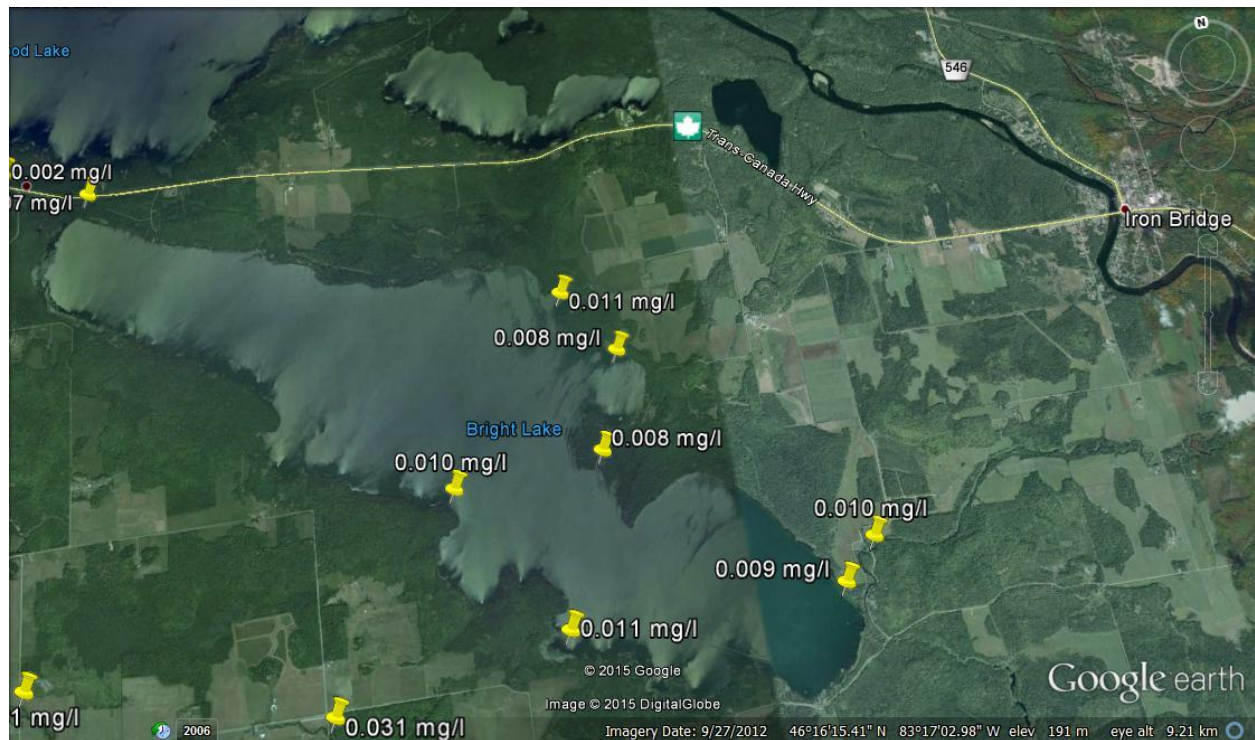 ood Lake
N
546
0.002 mg/l
07 mg/l
Trans-Canada Hwy
Iron Bridge
0.011 mg/l
0.008 mg/l
Bright Lake
0.008 mg/l
0.010 mg/l
0.010 mg/l
0.009 mg/l
0.011 mg/l
© 2015 Google
Google earth
1 mg/l
0.031 mg/l
Image © 2015 DigitalGlobe
2006
Imagery Date: 9/27/2012 46°16'15.41" N 83°17'02.98" W elev 191 m eye alt 9.21 km